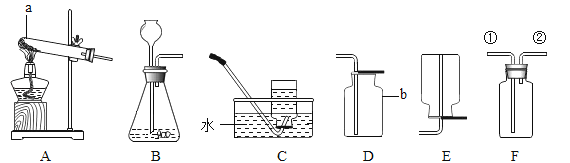 a
① ②
水 b
A B C D E F